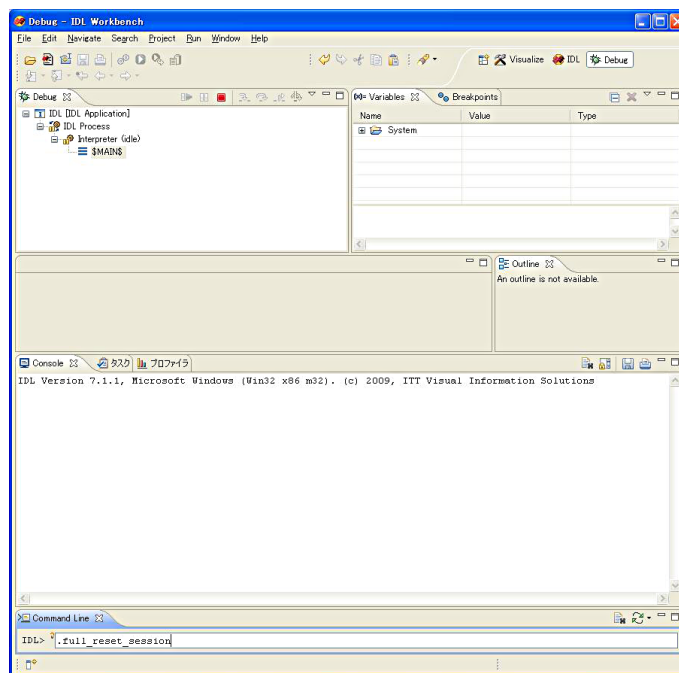 Debug - IDL Workbench
File Edit Navigate Search Project Run Window Help
Visualize IDL Debug
Debug
IDL [IDL Application]
IDL Process
Interpreter (idle)
$MAIN$
(x)= Variables Breakpoints
Name Value Type
System
Outline
An outline is not available.
Console タスク プロファイラ
IDL Version 7.1.1, Microsoft Windows (Win32 x86 m32). (c) 2009, ITT Visual Information Solutions
Command Line
IDL> .full_reset_session